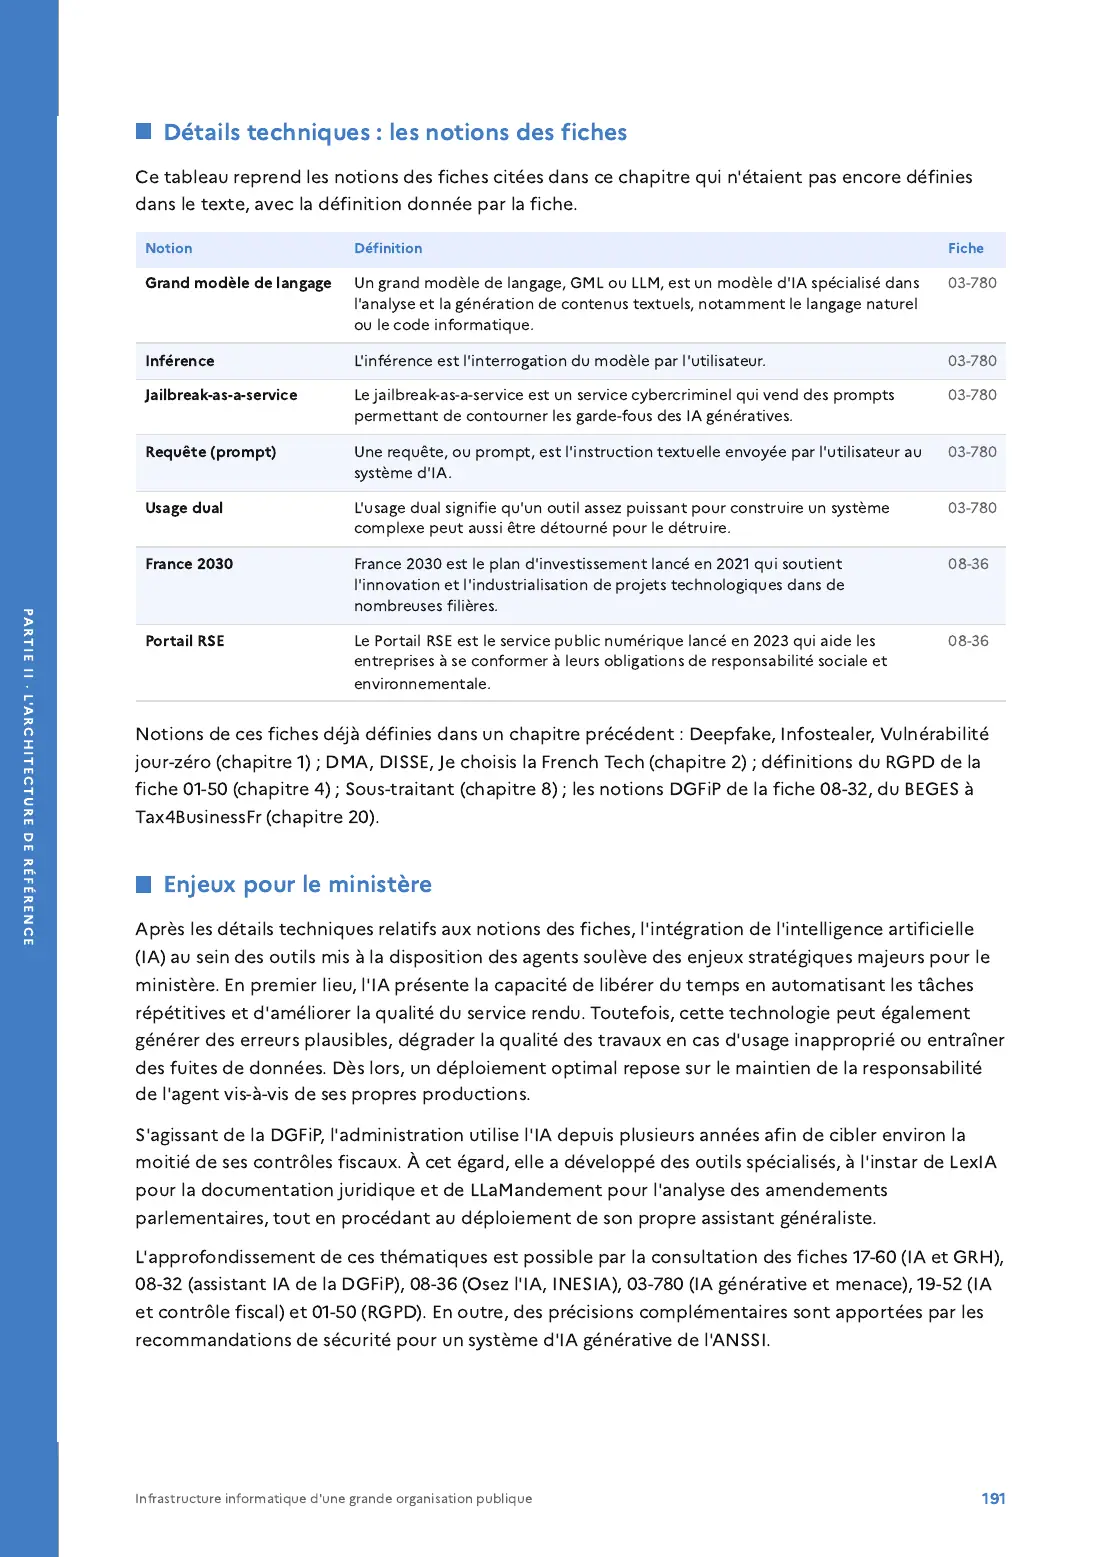 Détails techniques : les notions des fiches
Ce tableau reprend les notions des fiches citées dans ce chapitre qui n'étaient pas encore définies
dans le texte, avec la définition donnée par la fiche.
Notion Définition Fiche
Grand modèle de langage Un grand modèle de langage, GML ou LLM, est un modèle d'IA spécialisé dans 03-780
l'analyse et la génération de contenus textuels, notamment le langage naturel
ou le code informatique.
Inférence L'inférence est l'interrogation du modèle par l'utilisateur. 03-780
Jailbreak-as-a-service Le jailbreak-as-a-service est un service cybercriminel qui vend des prompts 03-780
permettant de contourner les garde-fous des IA génératives.
Requête (prompt) Une requête, ou prompt, est l'instruction textuelle envoyée par l'utilisateur au 03-780
système d'IA.
Usage dual L'usage dual signifie qu'un outil assez puissant pour construire un système 03-780
complexe peut aussi être détourné pour le détruire.
France 2030 France 2030 est le plan d'investissement lancé en 2021 qui soutient 08-36
l'innovation et l'industrialisation de projets technologiques dans de
nombreuses filières.
Portail RSE Le Portail RSE est le service public numérique lancé en 2023 qui aide les 08-36
entreprises à se conformer à leurs obligations de responsabilité sociale et
environnementale.
Notions de ces fiches déjà définies dans un chapitre précédent : Deepfake, Infostealer, Vulnérabilité
jour-zéro (chapitre 1) ; DMA, DISSE, Je choisis la French Tech (chapitre 2) ; définitions du RGPD de la
fiche 01-50 (chapitre 4) ; Sous-traitant (chapitre 8) ; les notions DGFiP de la fiche 08-32, du BEGES à
Tax4BusinessFr (chapitre 20).
Enjeux pour le ministère
Après les détails techniques relatifs aux notions des fiches, l'intégration de l'intelligence artificielle
(IA) au sein des outils mis à la disposition des agents soulève des enjeux stratégiques majeurs pour le
ministère. En premier lieu, l'IA présente la capacité de libérer du temps en automatisant les tâches
répétitives et d'améliorer la qualité du service rendu. Toutefois, cette technologie peut également
générer des erreurs plausibles, dégrader la qualité des travaux en cas d'usage inapproprié ou entraîner
des fuites de données. Dès lors, un déploiement optimal repose sur le maintien de la responsabilité
de l'agent vis-à-vis de ses propres productions.
S'agissant de la DGFiP, l'administration utilise l'IA depuis plusieurs années afin de cibler environ la
moitié de ses contrôles fiscaux. À cet égard, elle a développé des outils spécialisés, à l'instar de LexIA
pour la documentation juridique et de LLaMandement pour l'analyse des amendements
parlementaires, tout en procédant au déploiement de son propre assistant généraliste.
L'approfondissement de ces thématiques est possible par la consultation des fiches 17-60 (IA et GRH),
08-32 (assistant IA de la DGFiP), 08-36 (Osez l'IA, INESIA), 03-780 (IA générative et menace), 19-52 (IA
et contrôle fiscal) et 01-50 (RGPD). En outre, des précisions complémentaires sont apportées par les
recommandations de sécurité pour un système d'IA générative de l'ANSSI.
PARTIE II · L'ARCHITECTURE DE RÉFÉRENCE
Infrastructure informatique d'une grande organisation publique 191